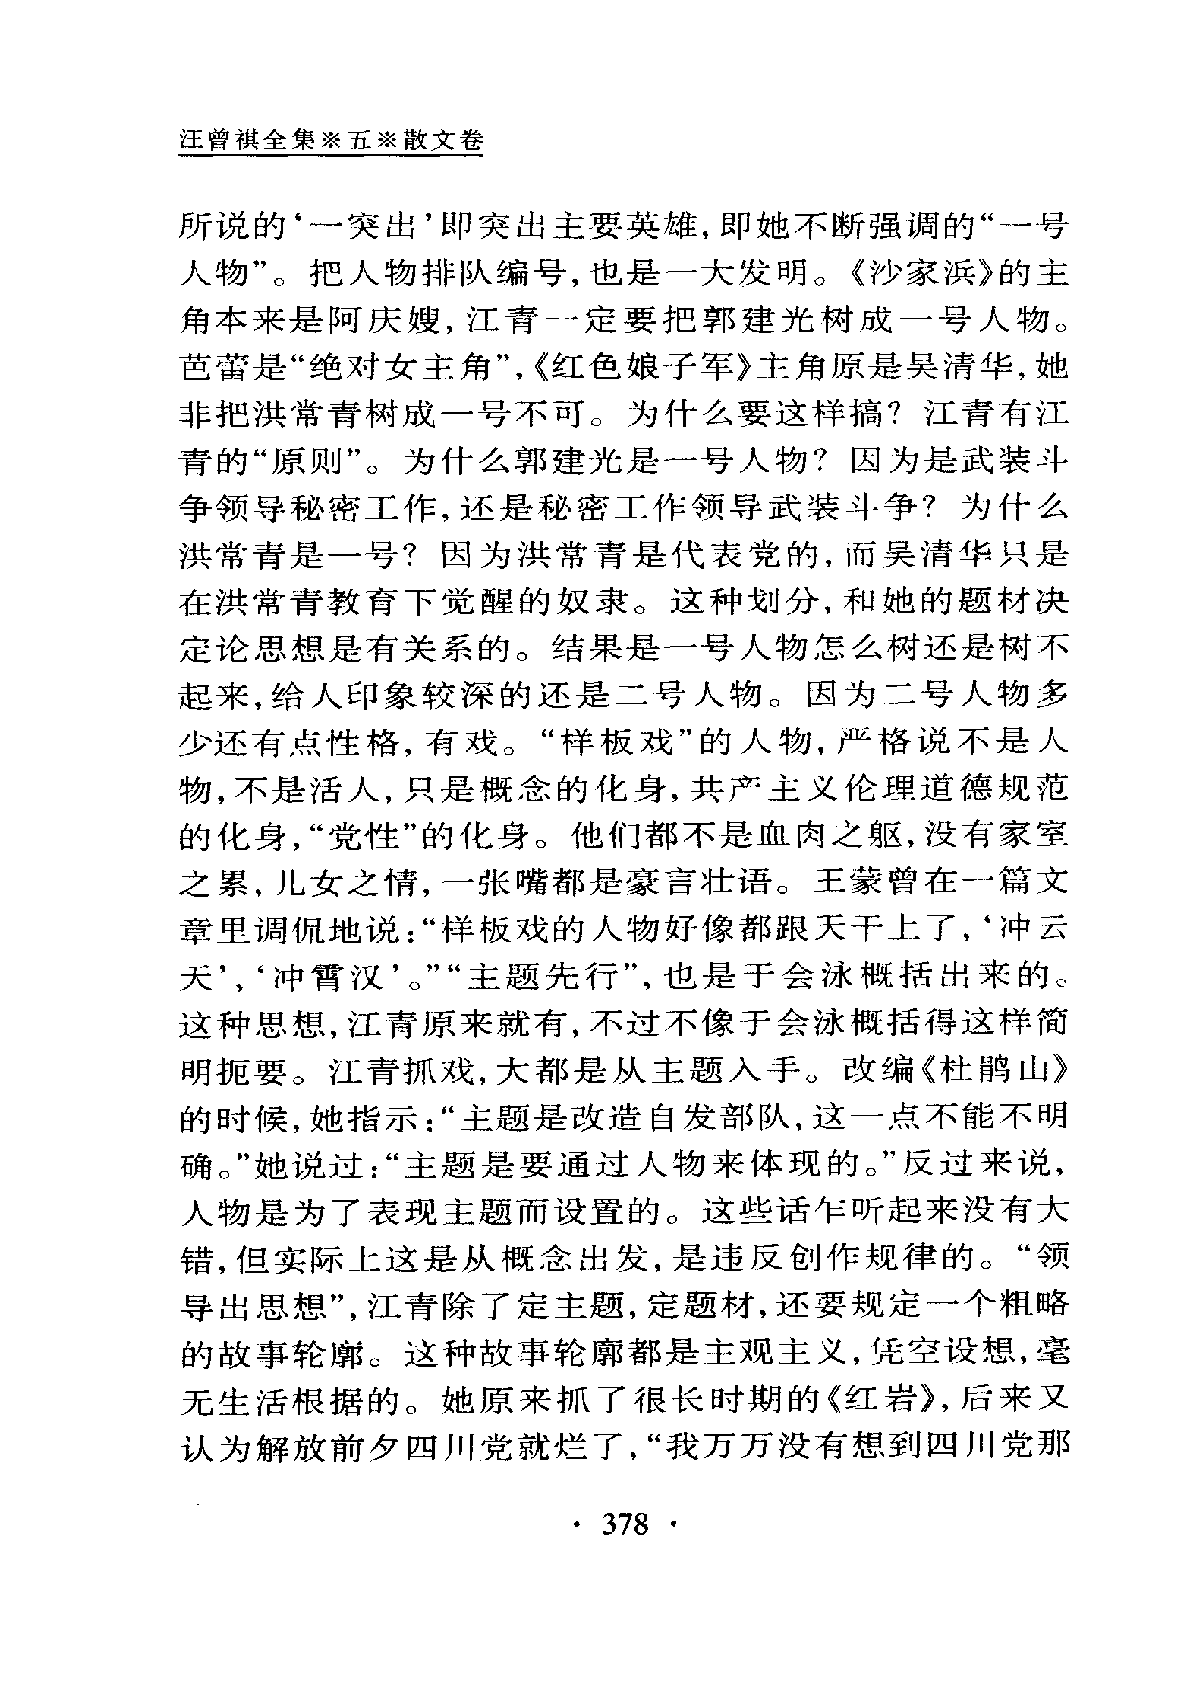 汪曾祺全集※五※散文卷
所说的‘一突出’即突出主要英雄,即她不断强调的“一号
人物”。把人物排队编号,也是一大发明。《沙家浜》的主
角本来是阿庆嫂,江青一定要把郭建光树成一号人物。
芭蕾是“绝对女主角”,《红色娘子军》主角原是吴清华,她
非把洪常青树成一号不可。为什么要这样搞?江青有江
青的“原则”。为什么郭建光是一号人物?因为是武装斗
争领导秘密工作,还是秘密工作领导武装斗争?为什么
洪常青是一号?因为洪常青是代表党的,而吴清华只是
在洪常青教育下觉醒的奴隶。这种划分,和她的题材决
定论思想是有关系的。结果是一号人物怎么树还是树不
起来,给人印象较深的还是二号人物。因为二号人物多
少还有点性格,有戏。“样板戏”的人物,严格说不是人
物,不是活人,只是概念的化身,共产主义伦理道德规范
的化身,“党性”的化身。他们都不是血肉之躯,没有家室
之累,儿女之情,一张嘴都是豪言壮语。王蒙曾在一篇文
章里调侃地说:“样板戏的人物好像都跟天干上了,‘冲云
天’,‘冲霄汉’。”“主题先行”,也是于会泳概括出来的。
这种思想,江青原来就有,不过不像于会泳概括得这样简
明扼要。江青抓戏,大都是从主题入手。改编《杜鹃山》
的时候,她指示:“主题是改造自发部队,这一点不能不明
确。”她说过:“主题是要通过人物来体现的。”反过来说,
人物是为了表现主题而设置的。这些话乍听起来没有大
错,但实际上这是从概念出发,是违反创作规律的。“领
导出思想”,江青除了定主题,定题材,还要规定一个粗略
的故事轮廓。这种故事轮廓都是主观主义,凭空设想,毫
无生活根据的。她原来抓了很长时期的《红岩》,后来又
认为解放前夕四川党就烂了,“我万万没有想到四川党那
· 378 ·